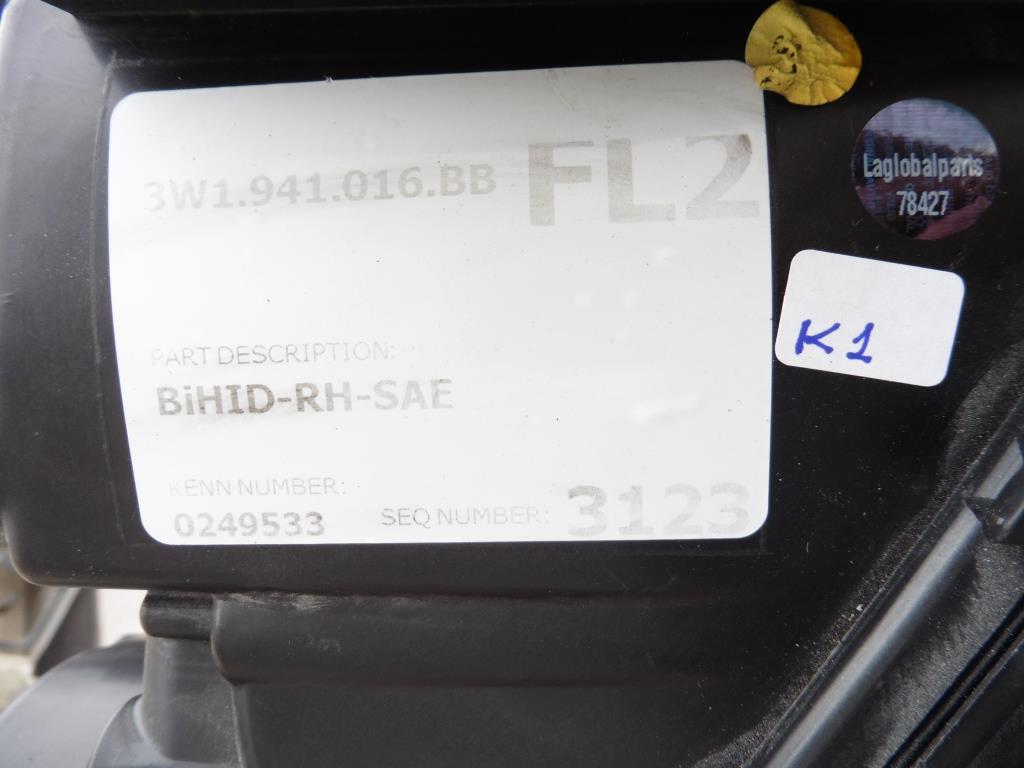 3W1.941.016.BB FL2
PART DESCRIPTION:
BiHID-RH-SAE
KENN NUMBER:
0249533 SEQ NUMBER: 3123
Laglobalparts
78427
K1